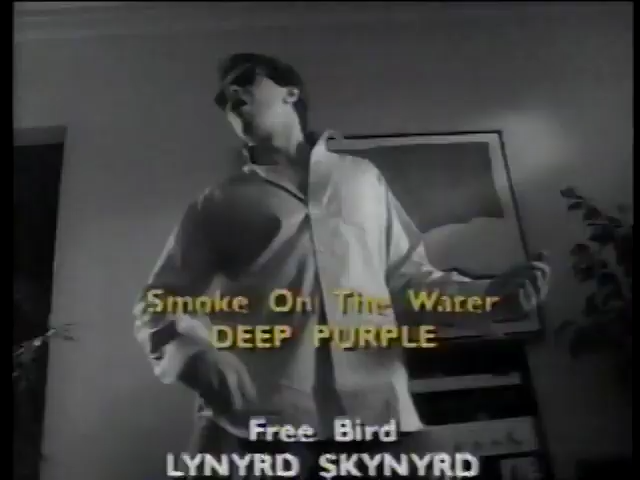 Smoke On The Water
DEEP PURPLE
Free Bird
LYNYRD SKYNYRD